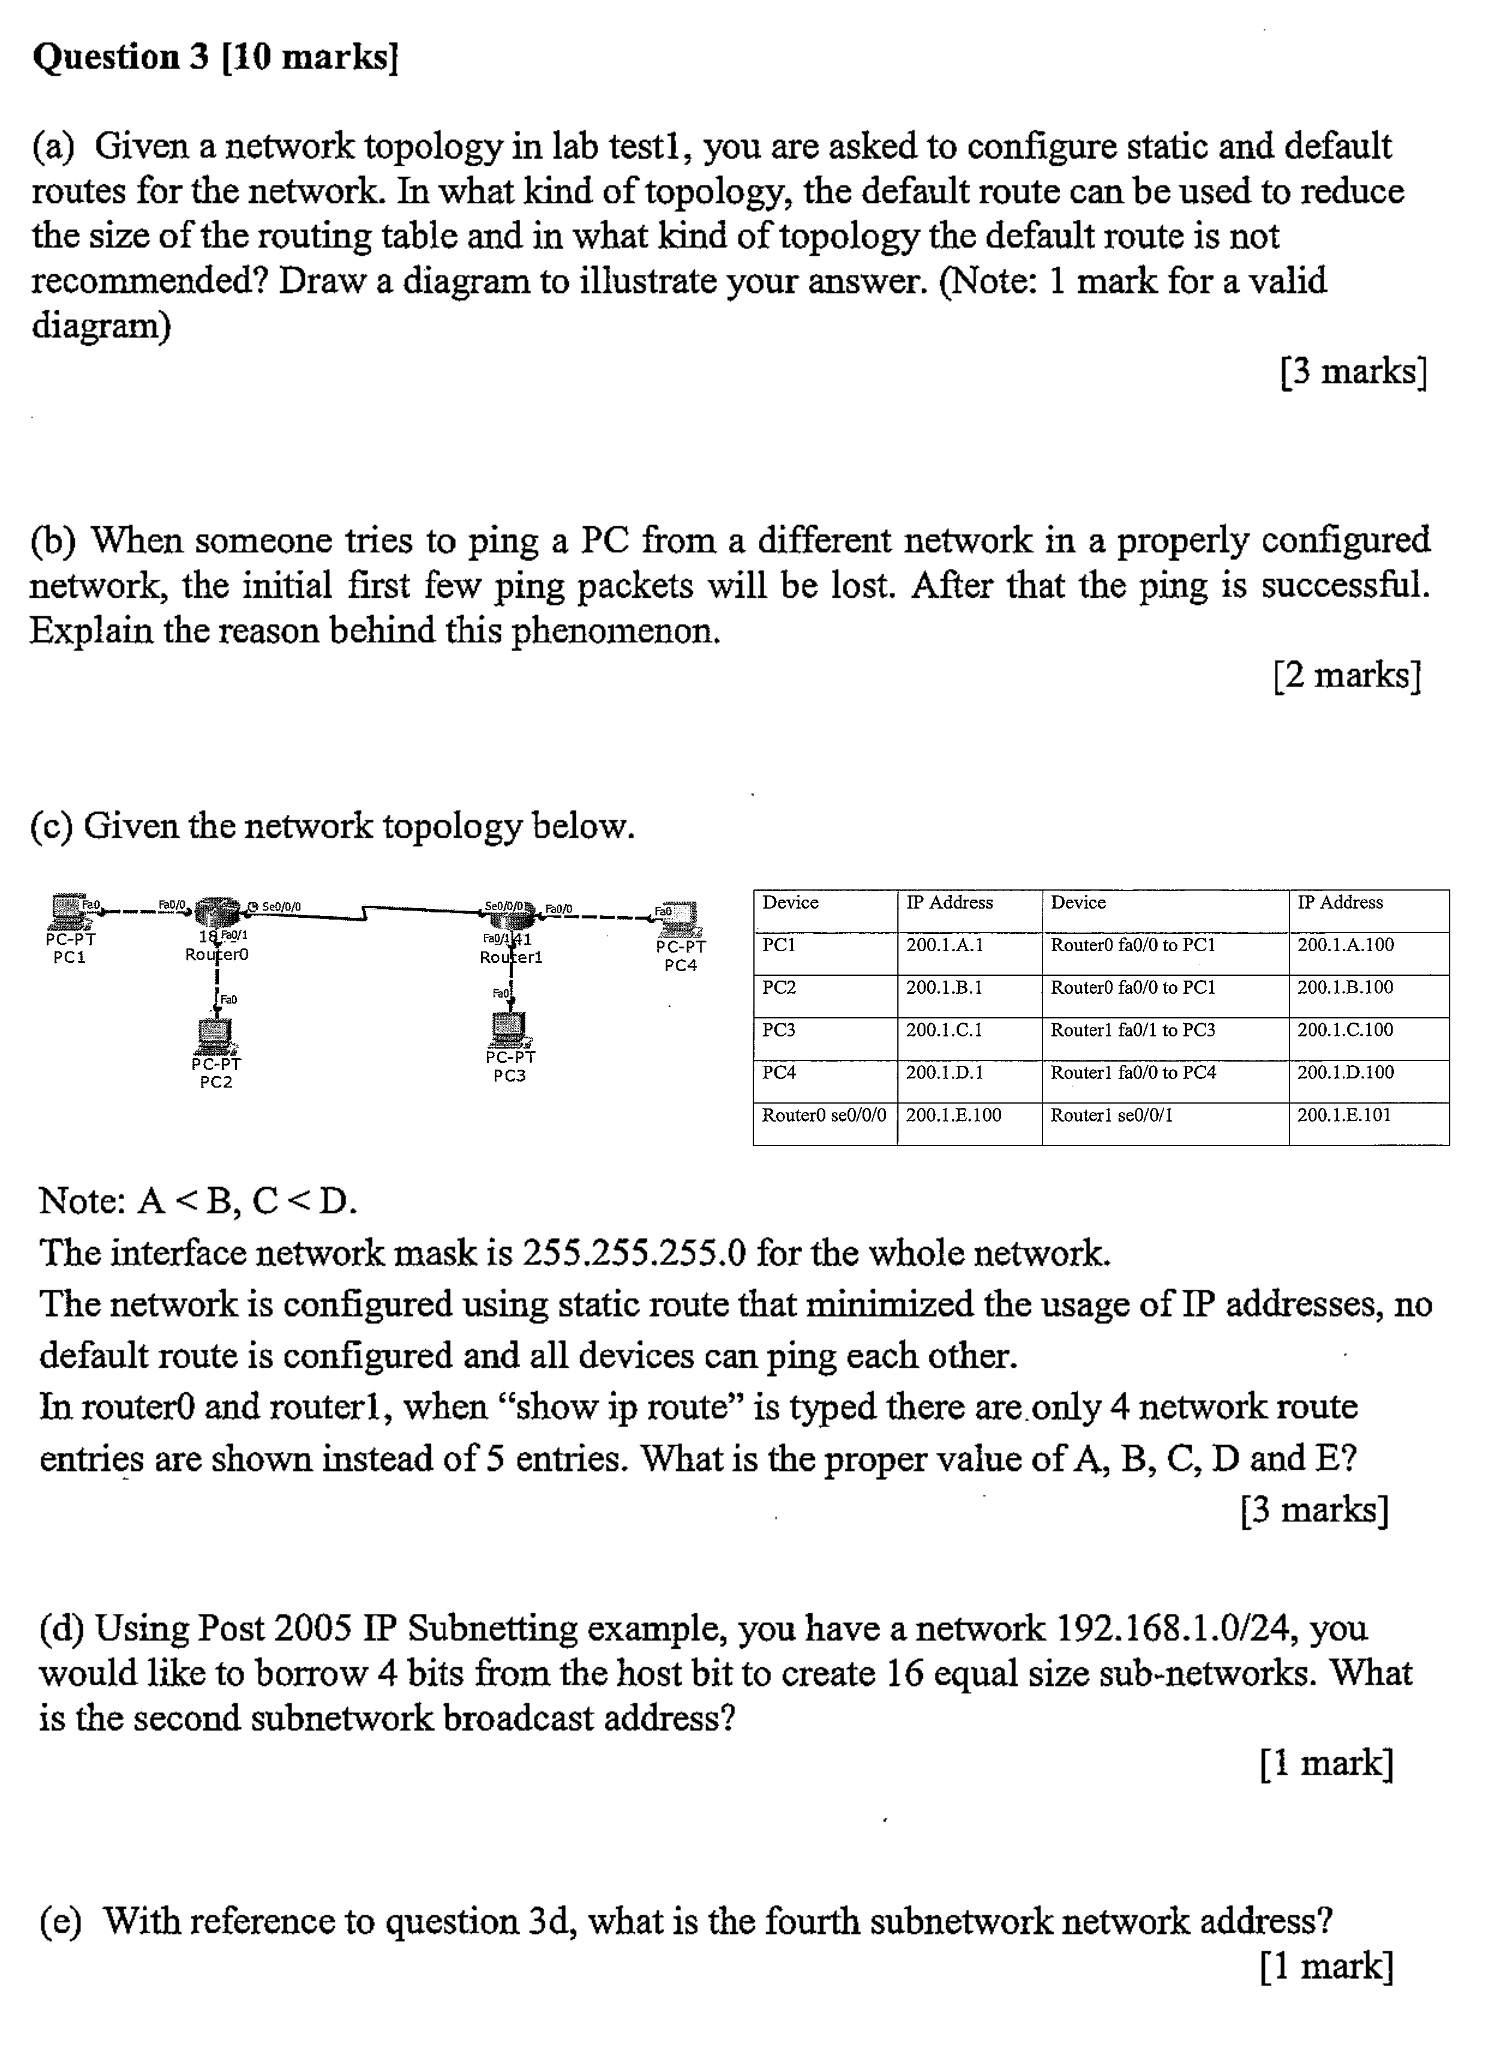 Question 3 [10 marks]
(a) Given a network topology in lab test1, you are asked to configure static and default
routes for the network. In what kind of topology, the default route can be used to reduce
the size of the routing table and in what kind of topology the default route is not
recommended? Draw a diagram to illustrate your answer. (Note: 1 mark for a valid
diagram)
[3 marks]
(b) When someone tries to ping a PC from a different network in a properly configured
network, the initial first few ping packets will be lost. After that the ping is successful.
Explain the reason behind this phenomenon.
[2 marks]
(c) Given the network topology below.
Fa0 Fa0/0 Se0/0/0 Se0/0/0 Fa0/0 Fa0
PC-PT 18 Fa0/1 Fa0/1 41 PC-PT
PC1 Router0 Router1 PC4
Fa0 Fa0
PC-PT PC-PT
PC2 PC3
Device IP Address Device IP Address
PC1 200.1.A.1 Router0 fa0/0 to PC1 200.1.A.100
PC2 200.1.B.1 Router0 fa0/0 to PC1 200.1.B.100
PC3 200.1.C.1 Router1 fa0/1 to PC3 200.1.C.100
PC4 200.1.D.1 Router1 fa0/0 to PC4 200.1.D.100
Router0 se0/0/0 200.1.E.100 Router1 se0/0/1 200.1.E.101
Note: A < B, C < D.
The interface network mask is 255.255.255.0 for the whole network.
The network is configured using static route that minimized the usage of IP addresses, no
default route is configured and all devices can ping each other.
In router0 and router1, when “show ip route” is typed there are only 4 network route
entries are shown instead of 5 entries. What is the proper value of A, B, C, D and E?
[3 marks]
(d) Using Post 2005 IP Subnetting example, you have a network 192.168.1.0/24, you
would like to borrow 4 bits from the host bit to create 16 equal size sub-networks. What
is the second subnetwork broadcast address?
[1 mark]
(e) With reference to question 3d, what is the fourth subnetwork network address?
[1 mark]